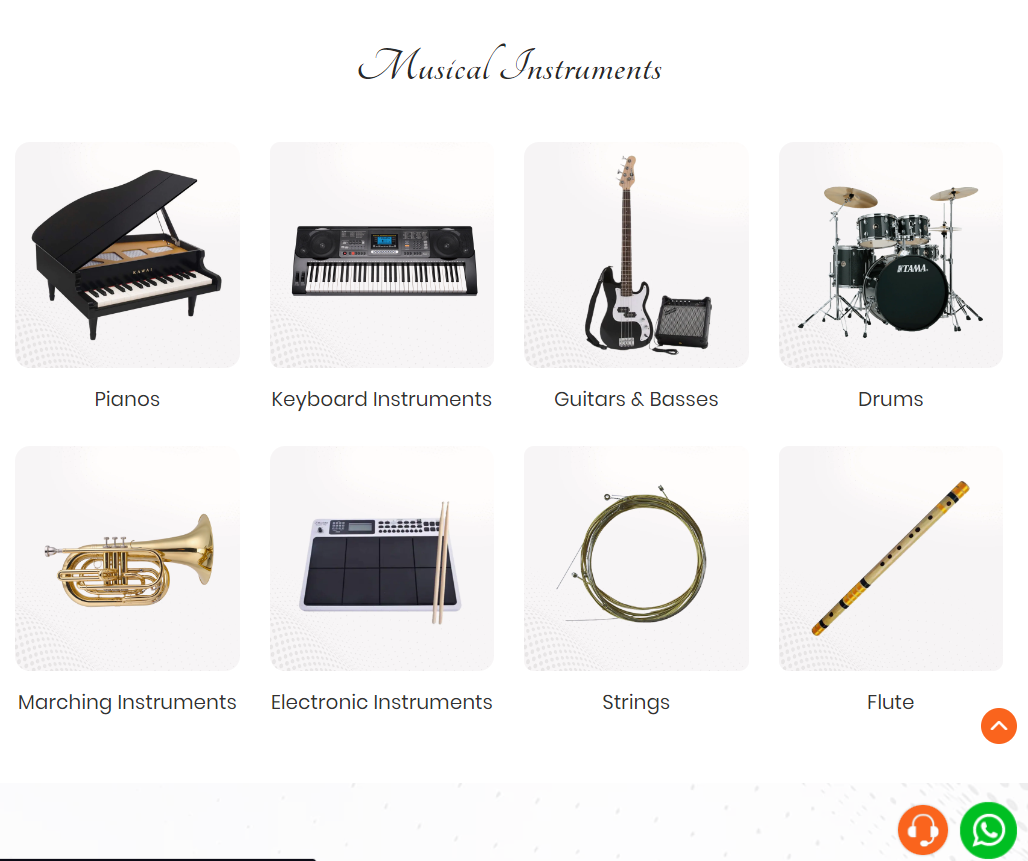 Musical Instruments
KAWAI
TAMA
Pianos
Keyboard Instruments
Guitars & Basses
Drums
Marching Instruments
Electronic Instruments
Strings
Flute